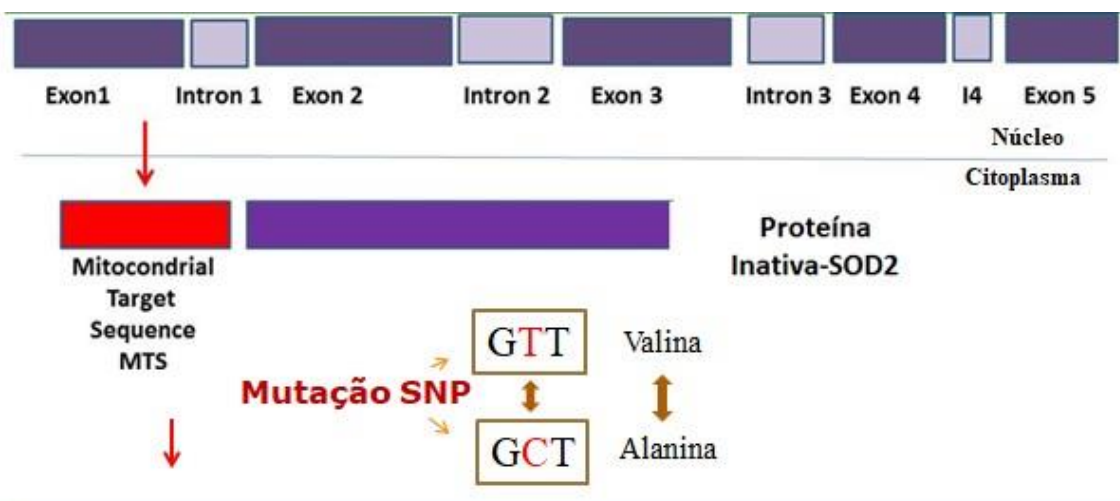 Exon1 Intron 1 Exon 2 Intron 2 Exon 3 Intron 3 Exon 4 I4 Exon 5
Núcleo
Citoplasma
Proteína
Inativa-SOD2
Mitocondrial
Target
Sequence
MTS
Mutação SNP
GTT Valina
GCT Alanina